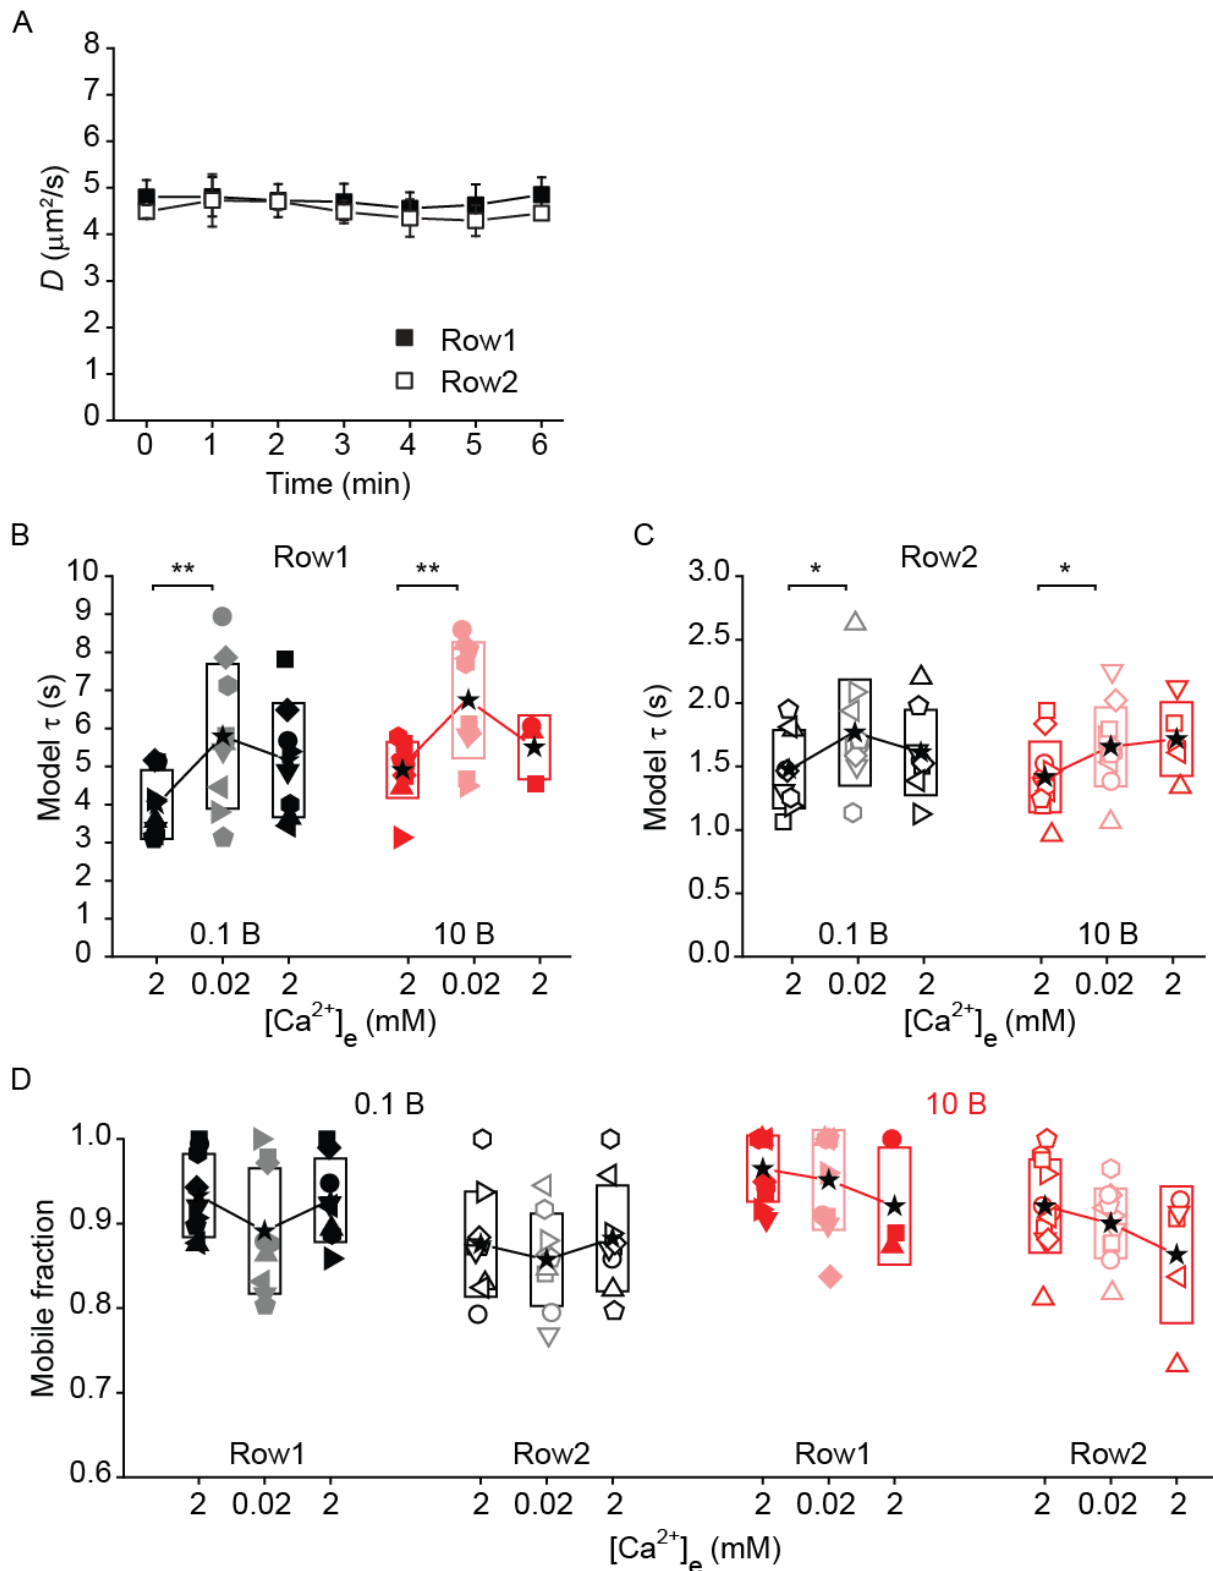 A
8
7
6
5
4
3
2
1
0
D (μm²/s)
Row1
Row2
0 1 2 3 4 5 6
Time (min)
B
Row1
10
9
8
7
6
5
4
3
2
1
0
Model τ (s)
** **
0.1 B 10 B
2 0.02 2 2 0.02 2
[Ca²⁺]ₑ (mM)
C
Row2
3.0
2.5
2.0
1.5
1.0
0.5
0.0
Model τ (s)
* *
0.1 B 10 B
2 0.02 2 2 0.02 2
[Ca²⁺]ₑ (mM)
D
0.1 B 10 B
1.0
0.9
0.8
0.7
0.6
Mobile fraction
Row1 Row2 Row1 Row2
2 0.02 2 2 0.02 2 2 0.02 2 2 0.02 2
[Ca²⁺]ₑ (mM)